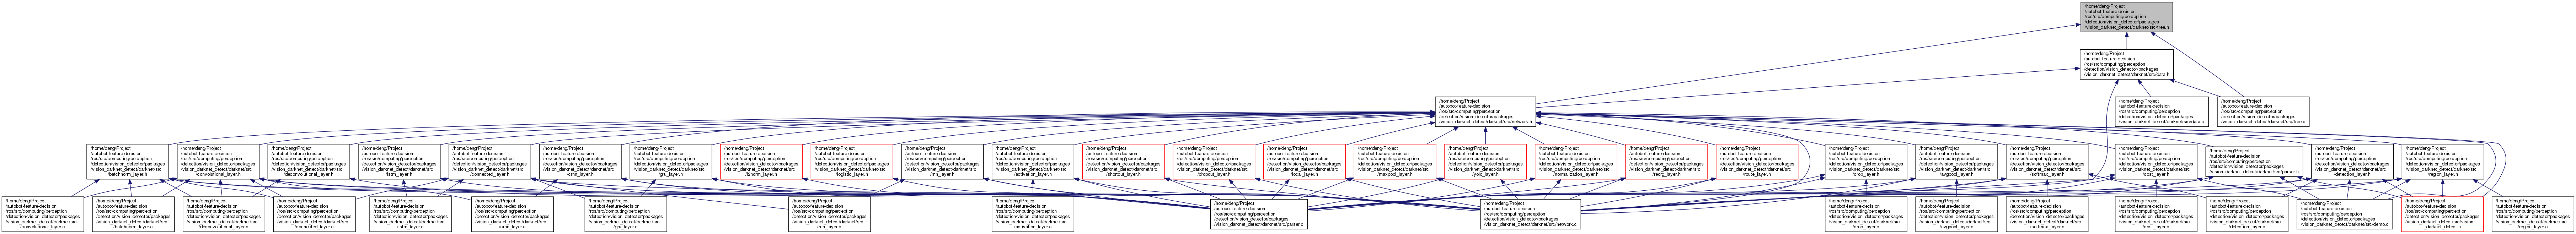 /home/deng/Project
/autobot-feature-decision
/ros/src/computing/perception
/detection/vision_detector/packages
/vision_darknet_detect/darknet/src/tree.h
/home/deng/Project
/autobot-feature-decision
/ros/src/computing/perception
/detection/vision_detector/packages
/vision_darknet_detect/darknet/src/data.h
/home/deng/Project
/autobot-feature-decision
/ros/src/computing/perception
/detection/vision_detector/packages
/vision_darknet_detect/darknet/src/network.h
/home/deng/Project
/autobot-feature-decision
/ros/src/computing/perception
/detection/vision_detector/packages
/vision_darknet_detect/darknet/src/data.c
/home/deng/Project
/autobot-feature-decision
/ros/src/computing/perception
/detection/vision_detector/packages
/vision_darknet_detect/darknet/src/tree.c
/home/deng/Project
/autobot-feature-decision
/ros/src/computing/perception
/detection/vision_detector/packages
/vision_darknet_detect/darknet/src
/batchnorm_layer.h
/home/deng/Project
/autobot-feature-decision
/ros/src/computing/perception
/detection/vision_detector/packages
/vision_darknet_detect/darknet/src
/convolutional_layer.h
/home/deng/Project
/autobot-feature-decision
/ros/src/computing/perception
/detection/vision_detector/packages
/vision_darknet_detect/darknet/src
/deconvolutional_layer.h
/home/deng/Project
/autobot-feature-decision
/ros/src/computing/perception
/detection/vision_detector/packages
/vision_darknet_detect/darknet/src
/lstm_layer.h
/home/deng/Project
/autobot-feature-decision
/ros/src/computing/perception
/detection/vision_detector/packages
/vision_darknet_detect/darknet/src
/connected_layer.h
/home/deng/Project
/autobot-feature-decision
/ros/src/computing/perception
/detection/vision_detector/packages
/vision_darknet_detect/darknet/src
/crnn_layer.h
/home/deng/Project
/autobot-feature-decision
/ros/src/computing/perception
/detection/vision_detector/packages
/vision_darknet_detect/darknet/src
/gru_layer.h
/home/deng/Project
/autobot-feature-decision
/ros/src/computing/perception
/detection/vision_detector/packages
/vision_darknet_detect/darknet/src
/l2norm_layer.h
/home/deng/Project
/autobot-feature-decision
/ros/src/computing/perception
/detection/vision_detector/packages
/vision_darknet_detect/darknet/src
/logistic_layer.h
/home/deng/Project
/autobot-feature-decision
/ros/src/computing/perception
/detection/vision_detector/packages
/vision_darknet_detect/darknet/src
/rnn_layer.h
/home/deng/Project
/autobot-feature-decision
/ros/src/computing/perception
/detection/vision_detector/packages
/vision_darknet_detect/darknet/src
/activation_layer.h
/home/deng/Project
/autobot-feature-decision
/ros/src/computing/perception
/detection/vision_detector/packages
/vision_darknet_detect/darknet/src
/shortcut_layer.h
/home/deng/Project
/autobot-feature-decision
/ros/src/computing/perception
/detection/vision_detector/packages
/vision_darknet_detect/darknet/src
/dropout_layer.h
/home/deng/Project
/autobot-feature-decision
/ros/src/computing/perception
/detection/vision_detector/packages
/vision_darknet_detect/darknet/src
/local_layer.h
/home/deng/Project
/autobot-feature-decision
/ros/src/computing/perception
/detection/vision_detector/packages
/vision_darknet_detect/darknet/src
/maxpool_layer.h
/home/deng/Project
/autobot-feature-decision
/ros/src/computing/perception
/detection/vision_detector/packages
/vision_darknet_detect/darknet/src
/yolo_layer.h
/home/deng/Project
/autobot-feature-decision
/ros/src/computing/perception
/detection/vision_detector/packages
/vision_darknet_detect/darknet/src
/normalization_layer.h
/home/deng/Project
/autobot-feature-decision
/ros/src/computing/perception
/detection/vision_detector/packages
/vision_darknet_detect/darknet/src
/reorg_layer.h
/home/deng/Project
/autobot-feature-decision
/ros/src/computing/perception
/detection/vision_detector/packages
/vision_darknet_detect/darknet/src
/route_layer.h
/home/deng/Project
/autobot-feature-decision
/ros/src/computing/perception
/detection/vision_detector/packages
/vision_darknet_detect/darknet/src
/crop_layer.h
/home/deng/Project
/autobot-feature-decision
/ros/src/computing/perception
/detection/vision_detector/packages
/vision_darknet_detect/darknet/src
/avgpool_layer.h
/home/deng/Project
/autobot-feature-decision
/ros/src/computing/perception
/detection/vision_detector/packages
/vision_darknet_detect/darknet/src
/softmax_layer.h
/home/deng/Project
/autobot-feature-decision
/ros/src/computing/perception
/detection/vision_detector/packages
/vision_darknet_detect/darknet/src
/cost_layer.h
/home/deng/Project
/autobot-feature-decision
/ros/src/computing/perception
/detection/vision_detector/packages
/vision_darknet_detect/darknet/src/parser.h
/home/deng/Project
/autobot-feature-decision
/ros/src/computing/perception
/detection/vision_detector/packages
/vision_darknet_detect/darknet/src
/detection_layer.h
/home/deng/Project
/autobot-feature-decision
/ros/src/computing/perception
/detection/vision_detector/packages
/vision_darknet_detect/darknet/src
/region_layer.h
/home/deng/Project
/autobot-feature-decision
/ros/src/computing/perception
/detection/vision_detector/packages
/vision_darknet_detect/darknet/src
/convolutional_layer.c
/home/deng/Project
/autobot-feature-decision
/ros/src/computing/perception
/detection/vision_detector/packages
/vision_darknet_detect/darknet/src
/batchnorm_layer.c
/home/deng/Project
/autobot-feature-decision
/ros/src/computing/perception
/detection/vision_detector/packages
/vision_darknet_detect/darknet/src
/deconvolutional_layer.c
/home/deng/Project
/autobot-feature-decision
/ros/src/computing/perception
/detection/vision_detector/packages
/vision_darknet_detect/darknet/src
/connected_layer.c
/home/deng/Project
/autobot-feature-decision
/ros/src/computing/perception
/detection/vision_detector/packages
/vision_darknet_detect/darknet/src
/lstm_layer.c
/home/deng/Project
/autobot-feature-decision
/ros/src/computing/perception
/detection/vision_detector/packages
/vision_darknet_detect/darknet/src
/crnn_layer.c
/home/deng/Project
/autobot-feature-decision
/ros/src/computing/perception
/detection/vision_detector/packages
/vision_darknet_detect/darknet/src
/gru_layer.c
/home/deng/Project
/autobot-feature-decision
/ros/src/computing/perception
/detection/vision_detector/packages
/vision_darknet_detect/darknet/src
/rnn_layer.c
/home/deng/Project
/autobot-feature-decision
/ros/src/computing/perception
/detection/vision_detector/packages
/vision_darknet_detect/darknet/src
/activation_layer.c
/home/deng/Project
/autobot-feature-decision
/ros/src/computing/perception
/detection/vision_detector/packages
/vision_darknet_detect/darknet/src/parser.c
/home/deng/Project
/autobot-feature-decision
/ros/src/computing/perception
/detection/vision_detector/packages
/vision_darknet_detect/darknet/src/network.c
/home/deng/Project
/autobot-feature-decision
/ros/src/computing/perception
/detection/vision_detector/packages
/vision_darknet_detect/darknet/src
/crop_layer.c
/home/deng/Project
/autobot-feature-decision
/ros/src/computing/perception
/detection/vision_detector/packages
/vision_darknet_detect/darknet/src
/avgpool_layer.c
/home/deng/Project
/autobot-feature-decision
/ros/src/computing/perception
/detection/vision_detector/packages
/vision_darknet_detect/darknet/src
/softmax_layer.c
/home/deng/Project
/autobot-feature-decision
/ros/src/computing/perception
/detection/vision_detector/packages
/vision_darknet_detect/darknet/src
/cost_layer.c
/home/deng/Project
/autobot-feature-decision
/ros/src/computing/perception
/detection/vision_detector/packages
/vision_darknet_detect/darknet/src
/detection_layer.c
/home/deng/Project
/autobot-feature-decision
/ros/src/computing/perception
/detection/vision_detector/packages
/vision_darknet_detect/darknet/src/demo.c
/home/deng/Project
/autobot-feature-decision
/ros/src/computing/perception
/detection/vision_detector/packages
/vision_darknet_detect/src/vision
_darknet_detect.h
/home/deng/Project
/autobot-feature-decision
/ros/src/computing/perception
/detection/vision_detector/packages
/vision_darknet_detect/darknet/src
/region_layer.c